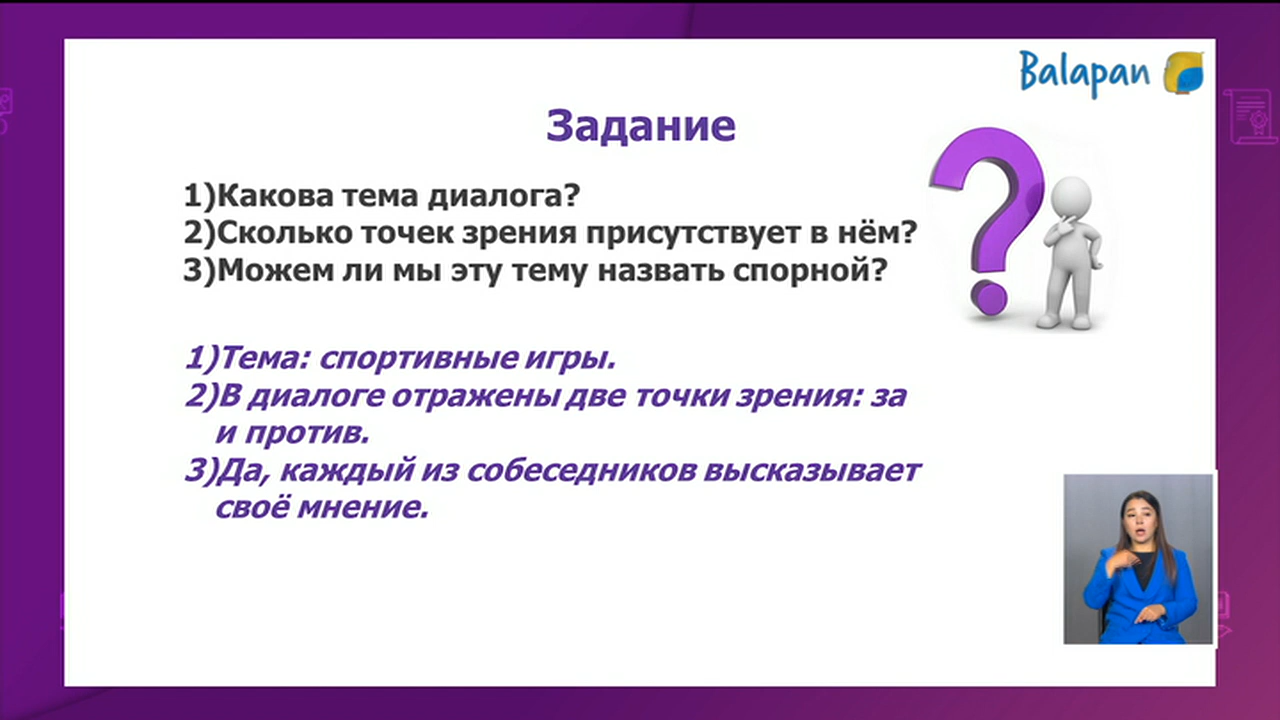 Balapan
Задание
1)Какова тема диалога?
2)Сколько точек зрения присутствует в нём?
3)Можем ли мы эту тему назвать спорной?
1)Тема: спортивные игры.
2)В диалоге отражены две точки зрения: за
и против.
3)Да, каждый из собеседников высказывает
своё мнение.